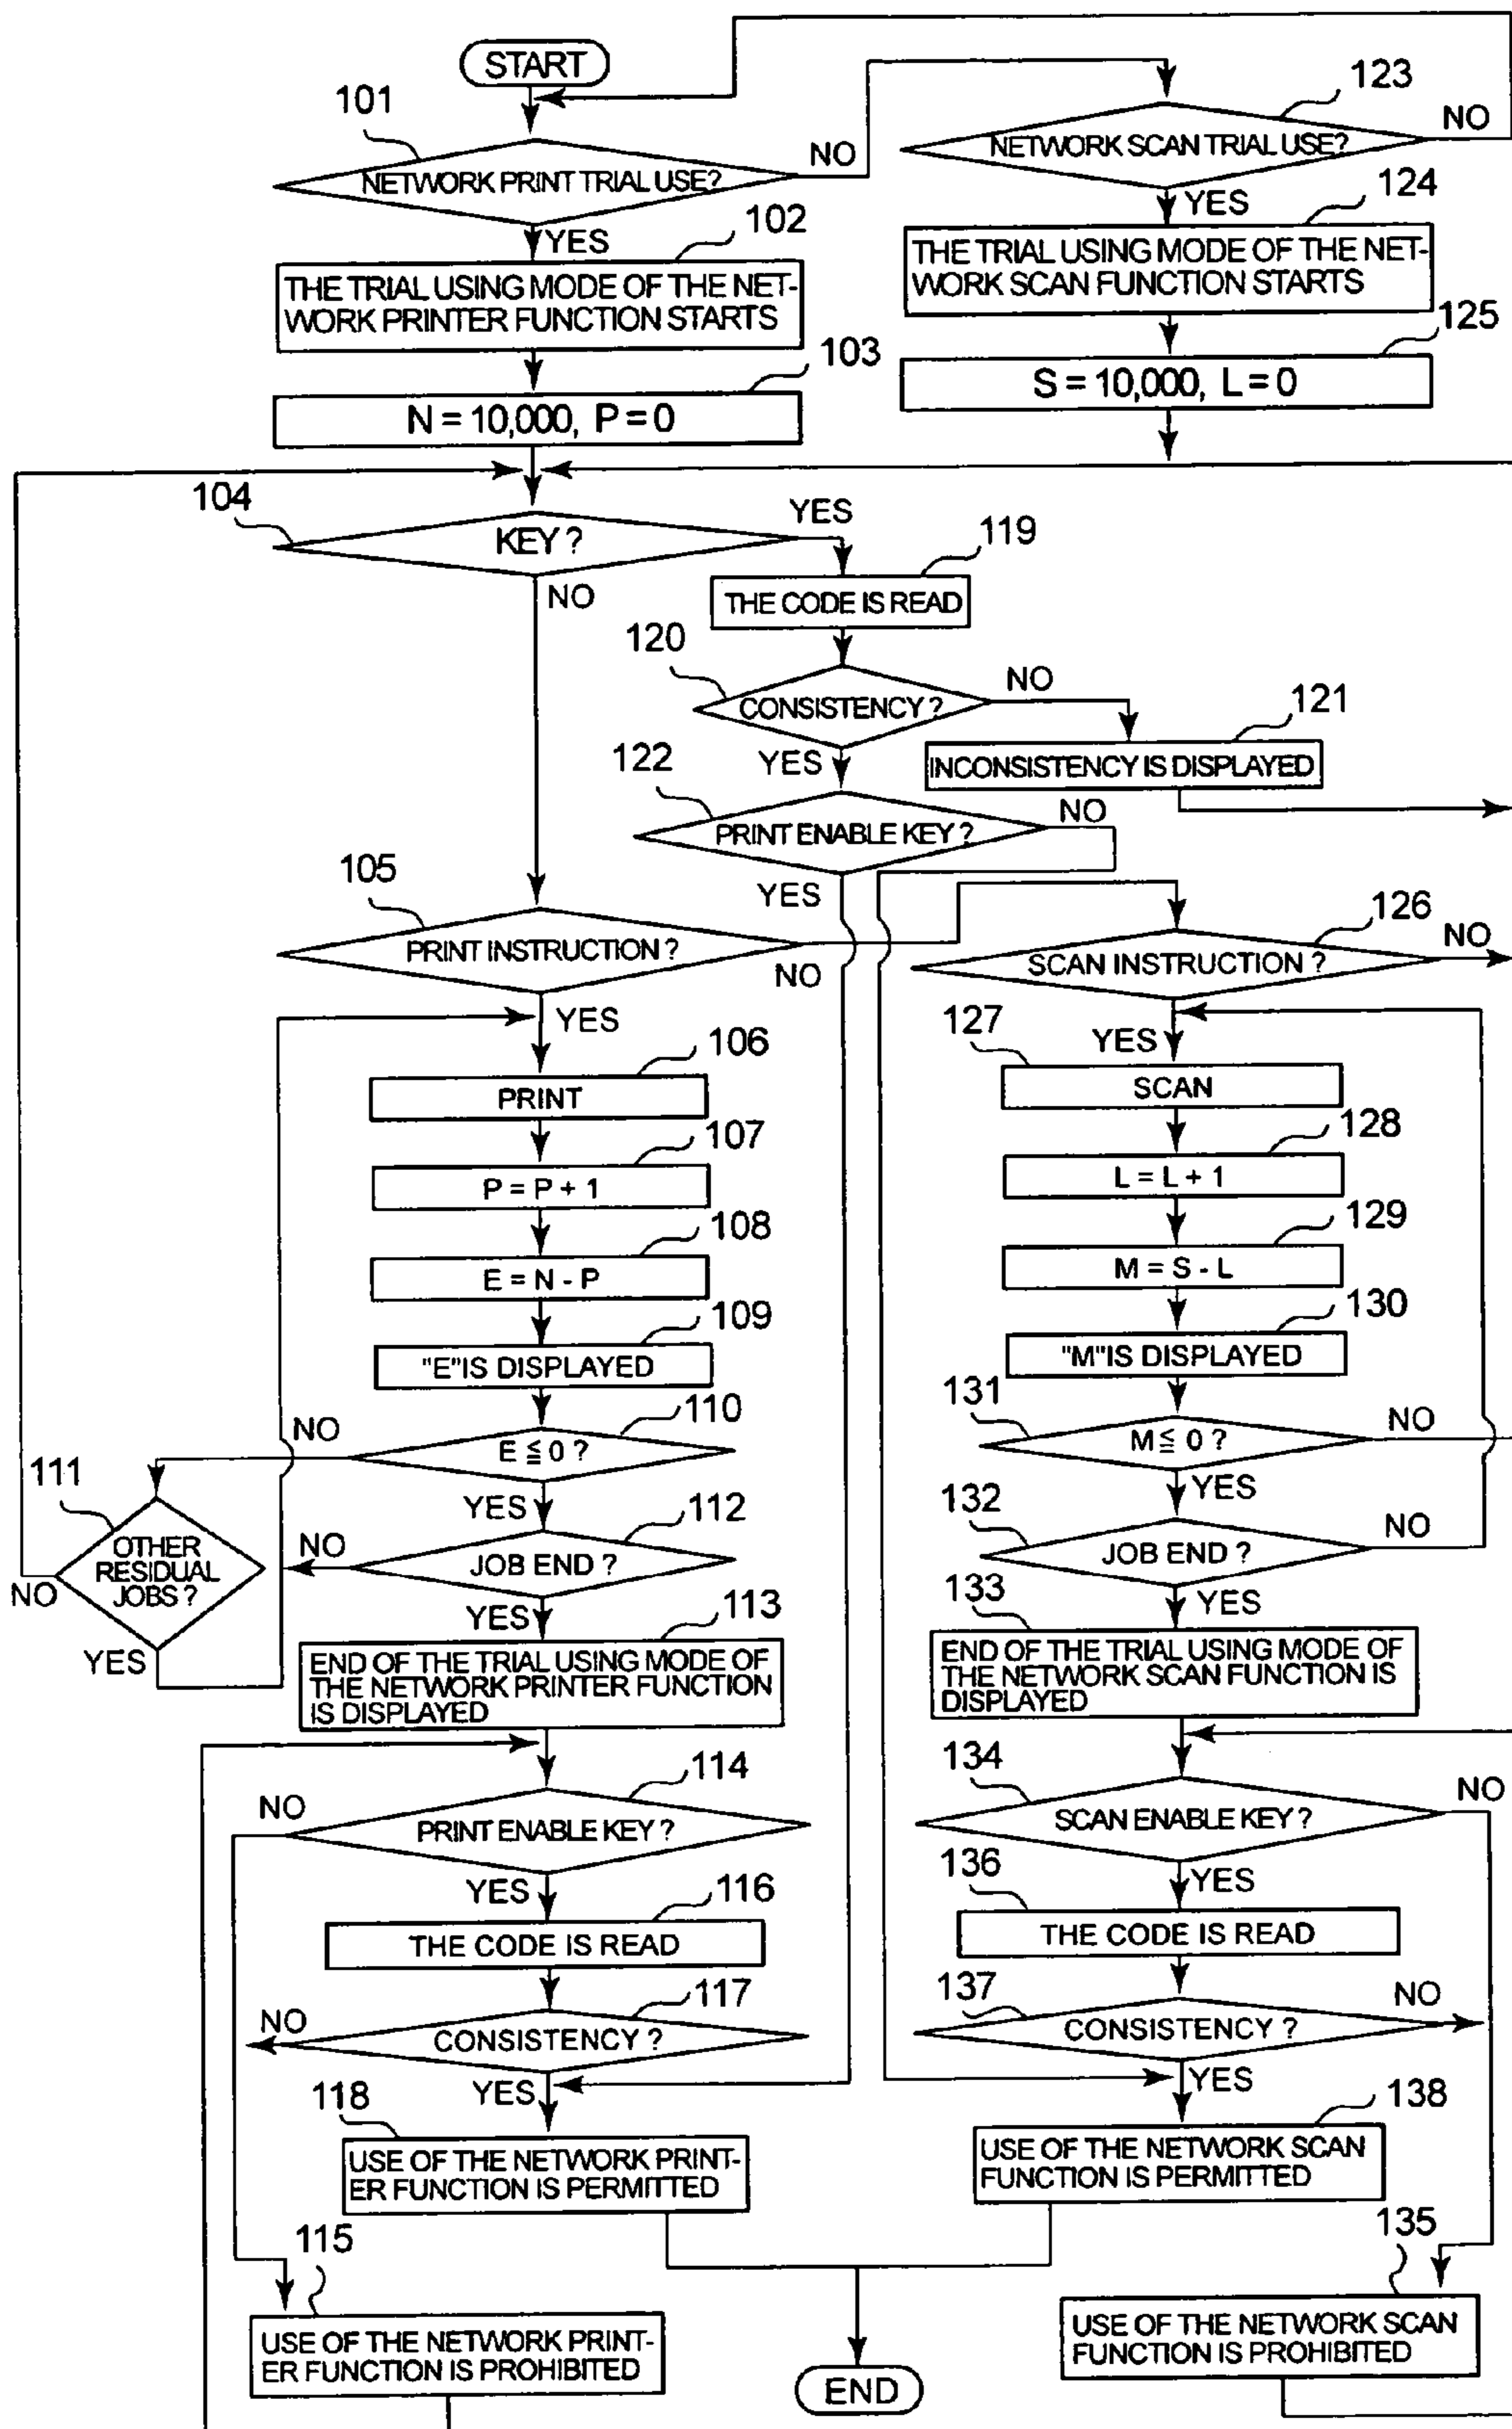 START
101
NETWORK PRINT TRIAL USE?
NO
YES
102
THE TRIAL USING MODE OF THE NET-
WORK PRINTER FUNCTION STARTS
103
N = 10,000, P = 0
123
NETWORK SCAN TRIAL USE?
NO
YES
124
THE TRIAL USING MODE OF THE NET-
WORK SCAN FUNCTION STARTS
125
S = 10,000, L = 0
104
KEY ?
YES
NO
119
THE CODE IS READ
120
CONSISTENCY ?
NO
YES
121
INCONSISTENCY IS DISPLAYED
122
PRINT ENABLE KEY ?
NO
YES
105
PRINT INSTRUCTION ?
NO
YES
106
PRINT
107
P = P + 1
108
E = N - P
109
"E"IS DISPLAYED
110
E ≦ 0 ?
NO
YES
111
OTHER
RESIDUAL
JOBS ?
NO
YES
112
JOB END ?
NO
YES
113
END OF THE TRIAL USING MODE OF
THE NETWORK PRINTER FUNCTION
IS DISPLAYED
114
PRINT ENABLE KEY ?
NO
YES
116
THE CODE IS READ
117
CONSISTENCY ?
NO
YES
118
USE OF THE NETWORK PRINT-
ER FUNCTION IS PERMITTED
115
USE OF THE NETWORK PRINT-
ER FUNCTION IS PROHIBITED
126
SCAN INSTRUCTION ?
NO
YES
127
SCAN
128
L = L + 1
129
M = S - L
130
"M"IS DISPLAYED
131
M ≦ 0 ?
NO
YES
132
JOB END ?
NO
YES
133
END OF THE TRIAL USING MODE OF
THE NETWORK SCAN FUNCTION IS
DISPLAYED
134
SCAN ENABLE KEY ?
NO
YES
136
THE CODE IS READ
137
CONSISTENCY ?
NO
YES
138
USE OF THE NETWORK SCAN
FUNCTION IS PERMITTED
135
USE OF THE NETWORK SCAN
FUNCTION IS PROHIBITED
END